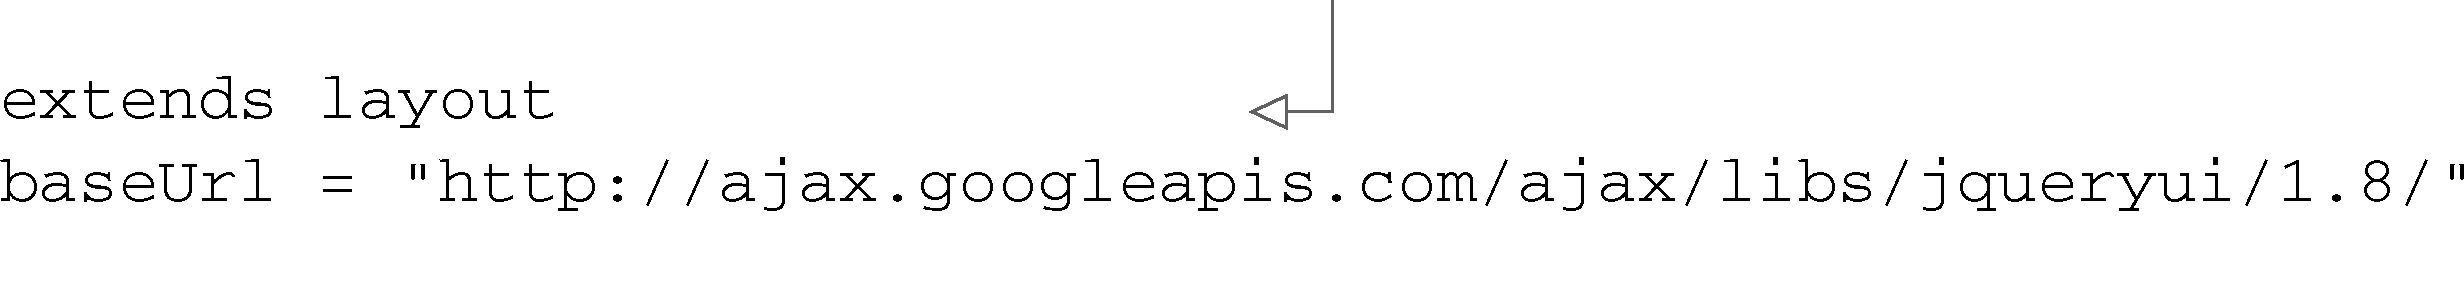 extends layout
baseUrl = "http://ajax.googleapis.com/ajax/libs/jqueryui/1.8/"